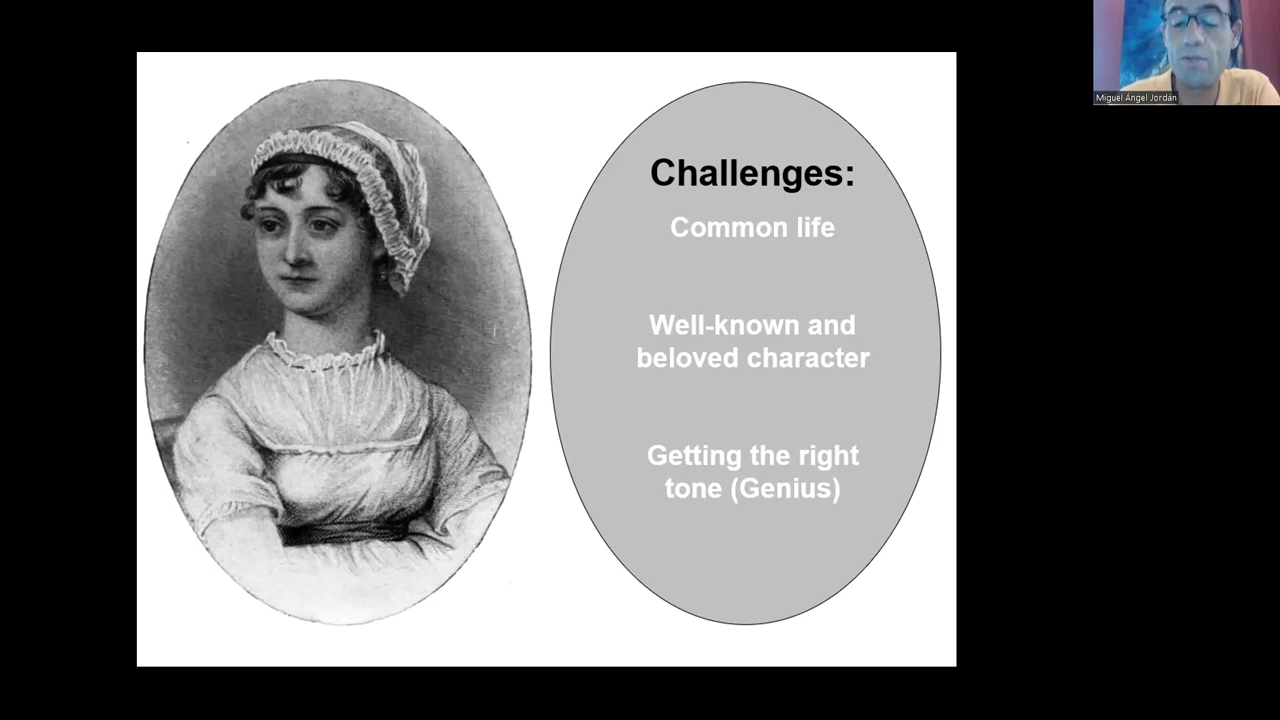 Challenges:
Common life
Well-known and
beloved character
Getting the right
tone (Genius)
Miguel Ángel Jordán